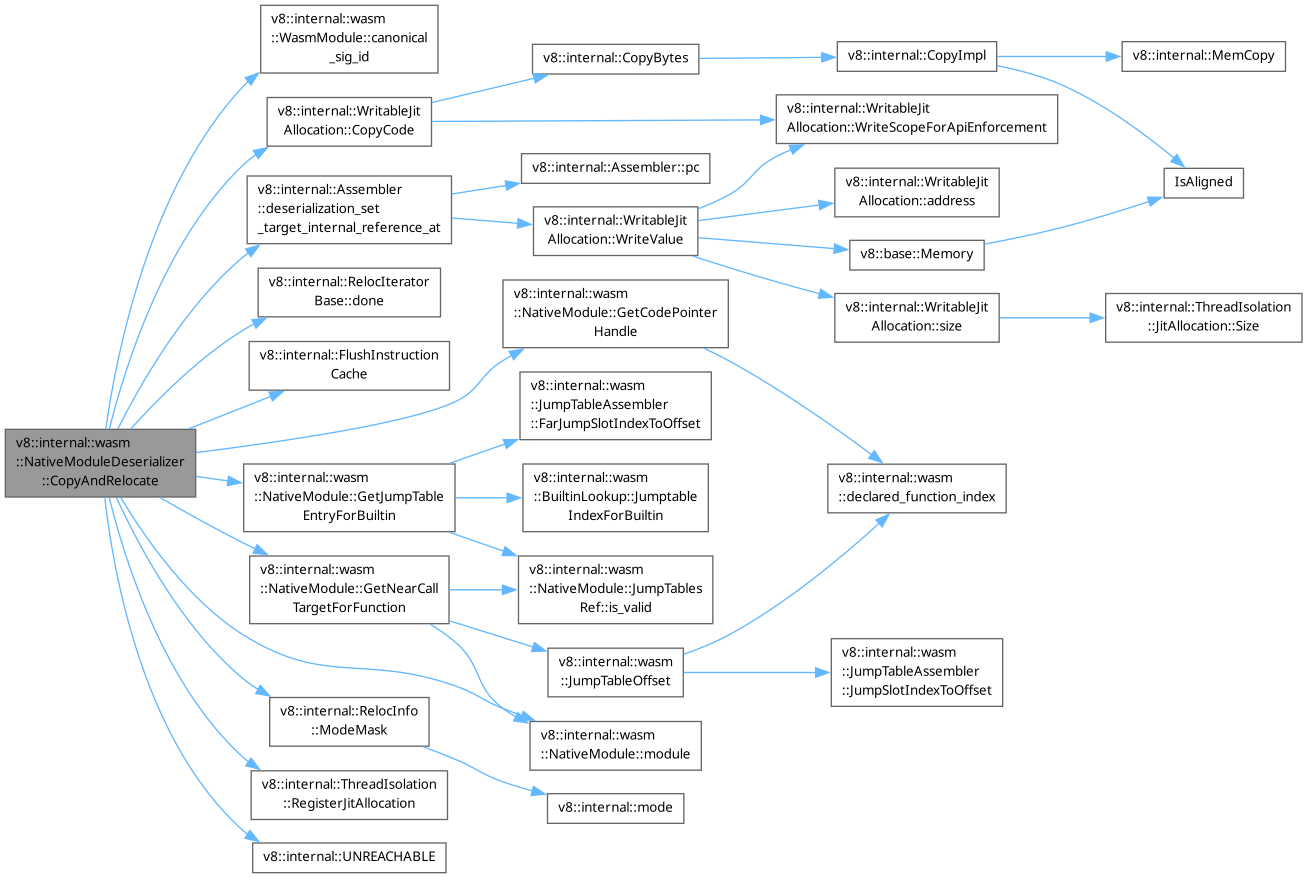 v8::internal::wasm
::NativeModuleDeserializer
::CopyAndRelocate
v8::internal::wasm
::WasmModule::canonical
_sig_id
v8::internal::WritableJit
Allocation::CopyCode
v8::internal::Assembler
::deserialization_set
_target_internal_reference_at
v8::internal::RelocIterator
Base::done
v8::internal::FlushInstruction
Cache
v8::internal::wasm
::NativeModule::GetJumpTable
EntryForBuiltin
v8::internal::wasm
::NativeModule::GetNearCall
TargetForFunction
v8::internal::RelocInfo
::ModeMask
v8::internal::ThreadIsolation
::RegisterJitAllocation
v8::internal::UNREACHABLE
v8::internal::CopyBytes
v8::internal::Assembler::pc
v8::internal::WritableJit
Allocation::WriteValue
v8::internal::wasm
::NativeModule::GetCodePointer
Handle
v8::internal::wasm
::JumpTableAssembler
::FarJumpSlotIndexToOffset
v8::internal::wasm
::BuiltinLookup::Jumptable
IndexForBuiltin
v8::internal::wasm
::NativeModule::JumpTables
Ref::is_valid
v8::internal::wasm
::JumpTableOffset
v8::internal::wasm
::NativeModule::module
v8::internal::mode
v8::internal::CopyImpl
v8::internal::WritableJit
Allocation::WriteScopeForApiEnforcement
v8::internal::WritableJit
Allocation::address
v8::base::Memory
v8::internal::WritableJit
Allocation::size
v8::internal::wasm
::declared_function_index
v8::internal::wasm
::JumpTableAssembler
::JumpSlotIndexToOffset
v8::internal::MemCopy
IsAligned
v8::internal::ThreadIsolation
::JitAllocation::Size